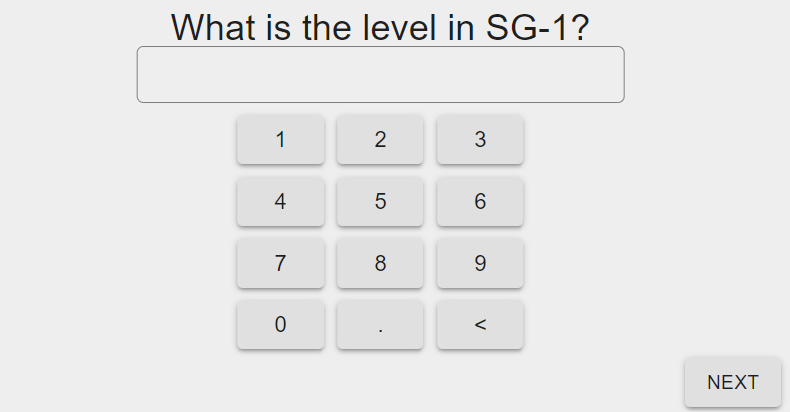 What is the level in SG-1?
1 2 3
4 5 6
7 8 9
0 . <
NEXT